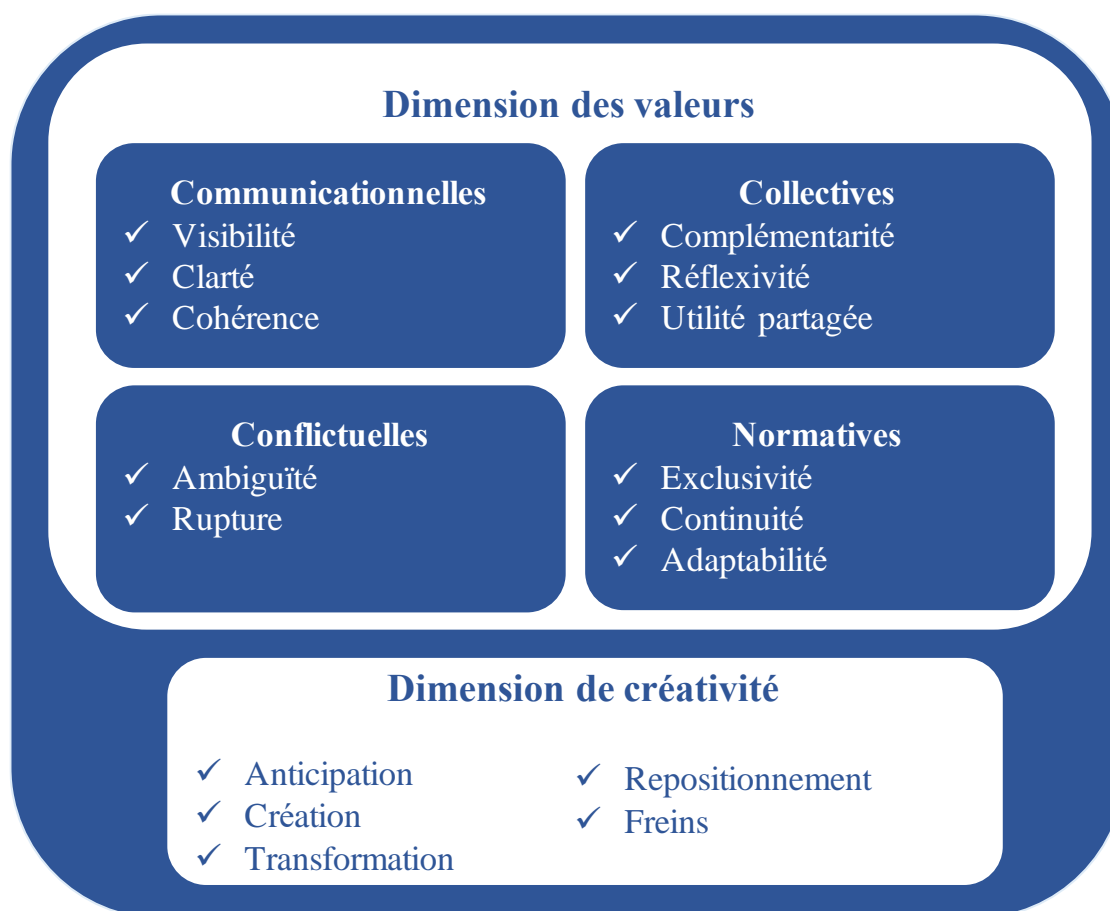 Dimension des valeurs
Communicationnelles
✓ Visibilité
✓ Clarté
✓ Cohérence
Collectives
✓ Complémentarité
✓ Réflexivité
✓ Utilité partagée
Conflictuelles
✓ Ambiguïté
✓ Rupture
Normatives
✓ Exclusivité
✓ Continuité
✓ Adaptabilité
Dimension de créativité
✓ Anticipation
✓ Création
✓ Transformation
✓ Repositionnement
✓ Freins